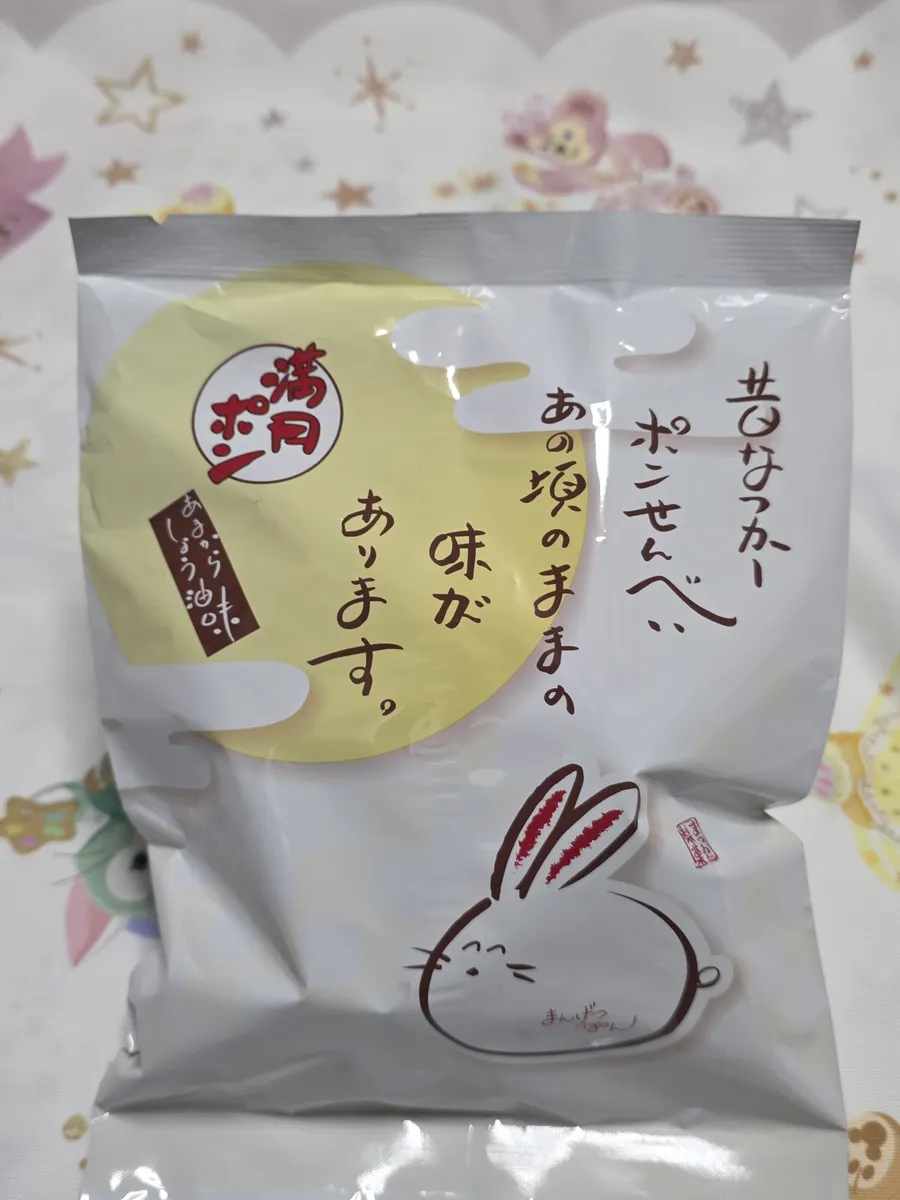 昔なつかし
ポンせんべい
あの頃のままの
味が
あります。
満月
ポン
あまから
しょう油味
まんげつ
ぽん